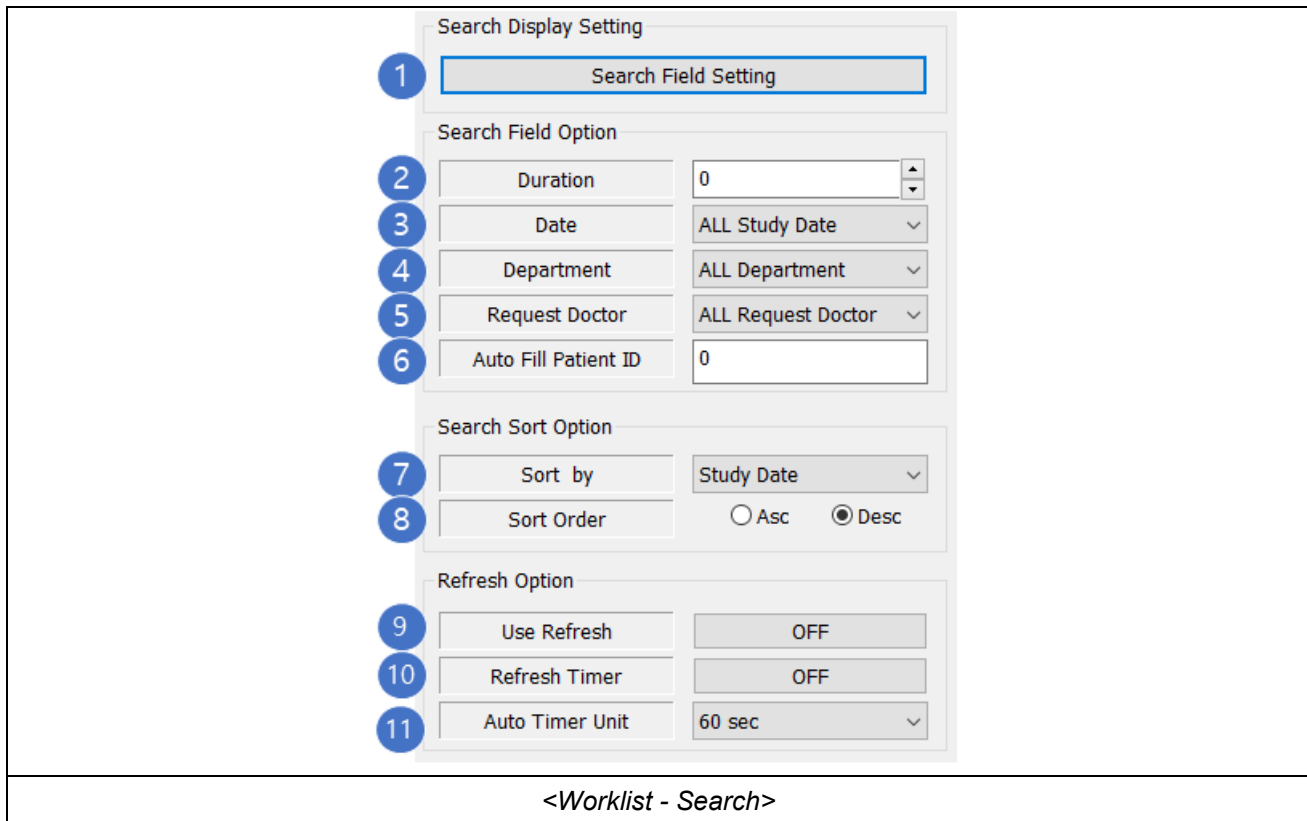 Search Display Setting
1 Search Field Setting
Search Field Option
2 Duration 0
3 Date ALL Study Date
4 Department ALL Department
5 Request Doctor ALL Request Doctor
6 Auto Fill Patient ID 0
Search Sort Option
7 Sort by Study Date
8 Sort Order Asc Desc
Refresh Option
9 Use Refresh OFF
10 Refresh Timer OFF
11 Auto Timer Unit 60 sec
<Worklist - Search>